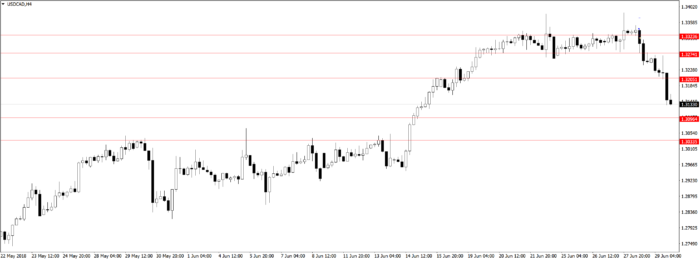 USDCAD,H4
1.34020
1.33585
1.33236
1.32741
1.32280
1.32031
1.31845
1.31330
1.30964
1.30540
1.30105
1.29665
1.29230
1.28795
1.28360
1.27925
1.27490
22 May 2018
23 May 12:00
24 May 20:00
28 May 04:00
29 May 12:00
30 May 20:00
1 Jun 04:00
4 Jun 12:00
5 Jun 20:00
7 Jun 04:00
8 Jun 12:00
11 Jun 20:00
13 Jun 04:00
14 Jun 12:00
15 Jun 20:00
19 Jun 04:00
20 Jun 12:00
21 Jun 20:00
25 Jun 04:00
26 Jun 12:00
27 Jun 20:00
29 Jun 04:00